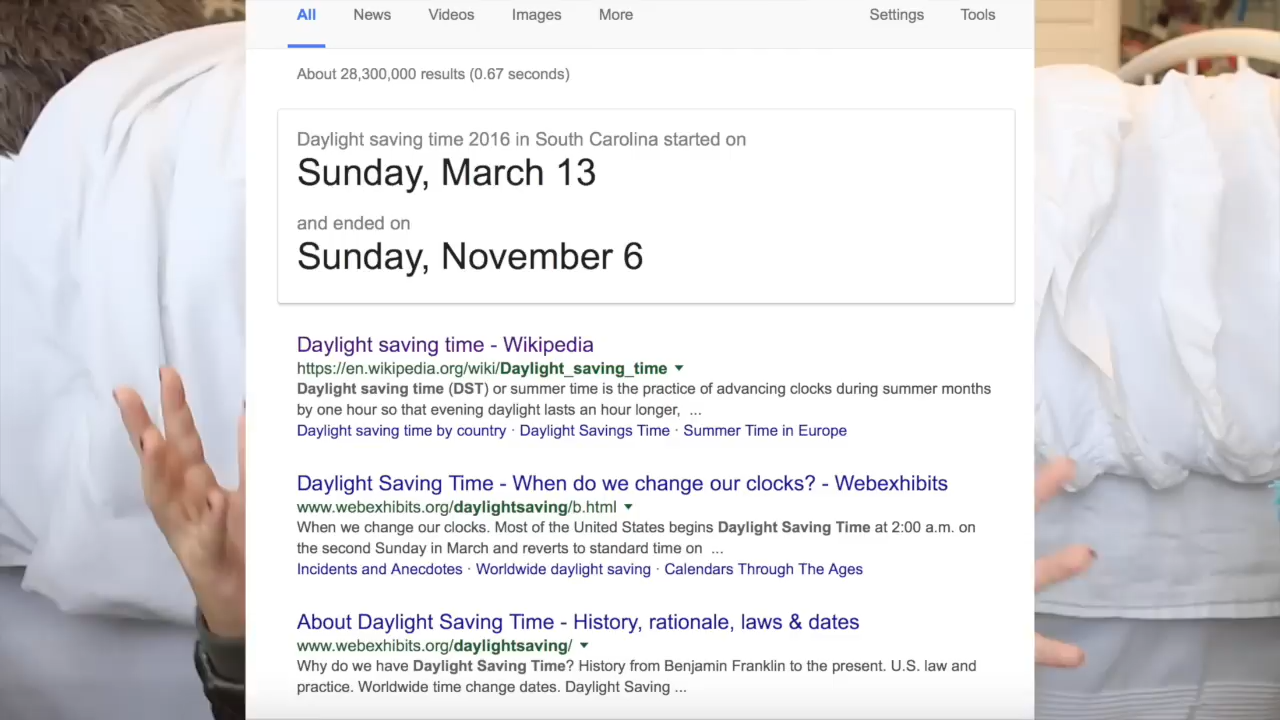 All News Videos Images More Settings Tools
About 28,300,000 results (0.67 seconds)
Daylight saving time 2016 in South Carolina started on
Sunday, March 13
and ended on
Sunday, November 6
Daylight saving time - Wikipedia
https://en.wikipedia.org/wiki/Daylight_saving_time
Daylight saving time (DST) or summer time is the practice of advancing clocks during summer months
by one hour so that evening daylight lasts an hour longer, ...
Daylight saving time by country · Daylight Savings Time · Summer Time in Europe
Daylight Saving Time - When do we change our clocks? - Webexhibits
www.webexhibits.org/daylightsaving/b.html
When we change our clocks. Most of the United States begins Daylight Saving Time at 2:00 a.m. on
the second Sunday in March and reverts to standard time on ...
Incidents and Anecdotes · Worldwide daylight saving · Calendars Through The Ages
About Daylight Saving Time - History, rationale, laws & dates
www.webexhibits.org/daylightsaving/
Why do we have Daylight Saving Time? History from Benjamin Franklin to the present. U.S. law and
practice. Worldwide time change dates. Daylight Saving ...